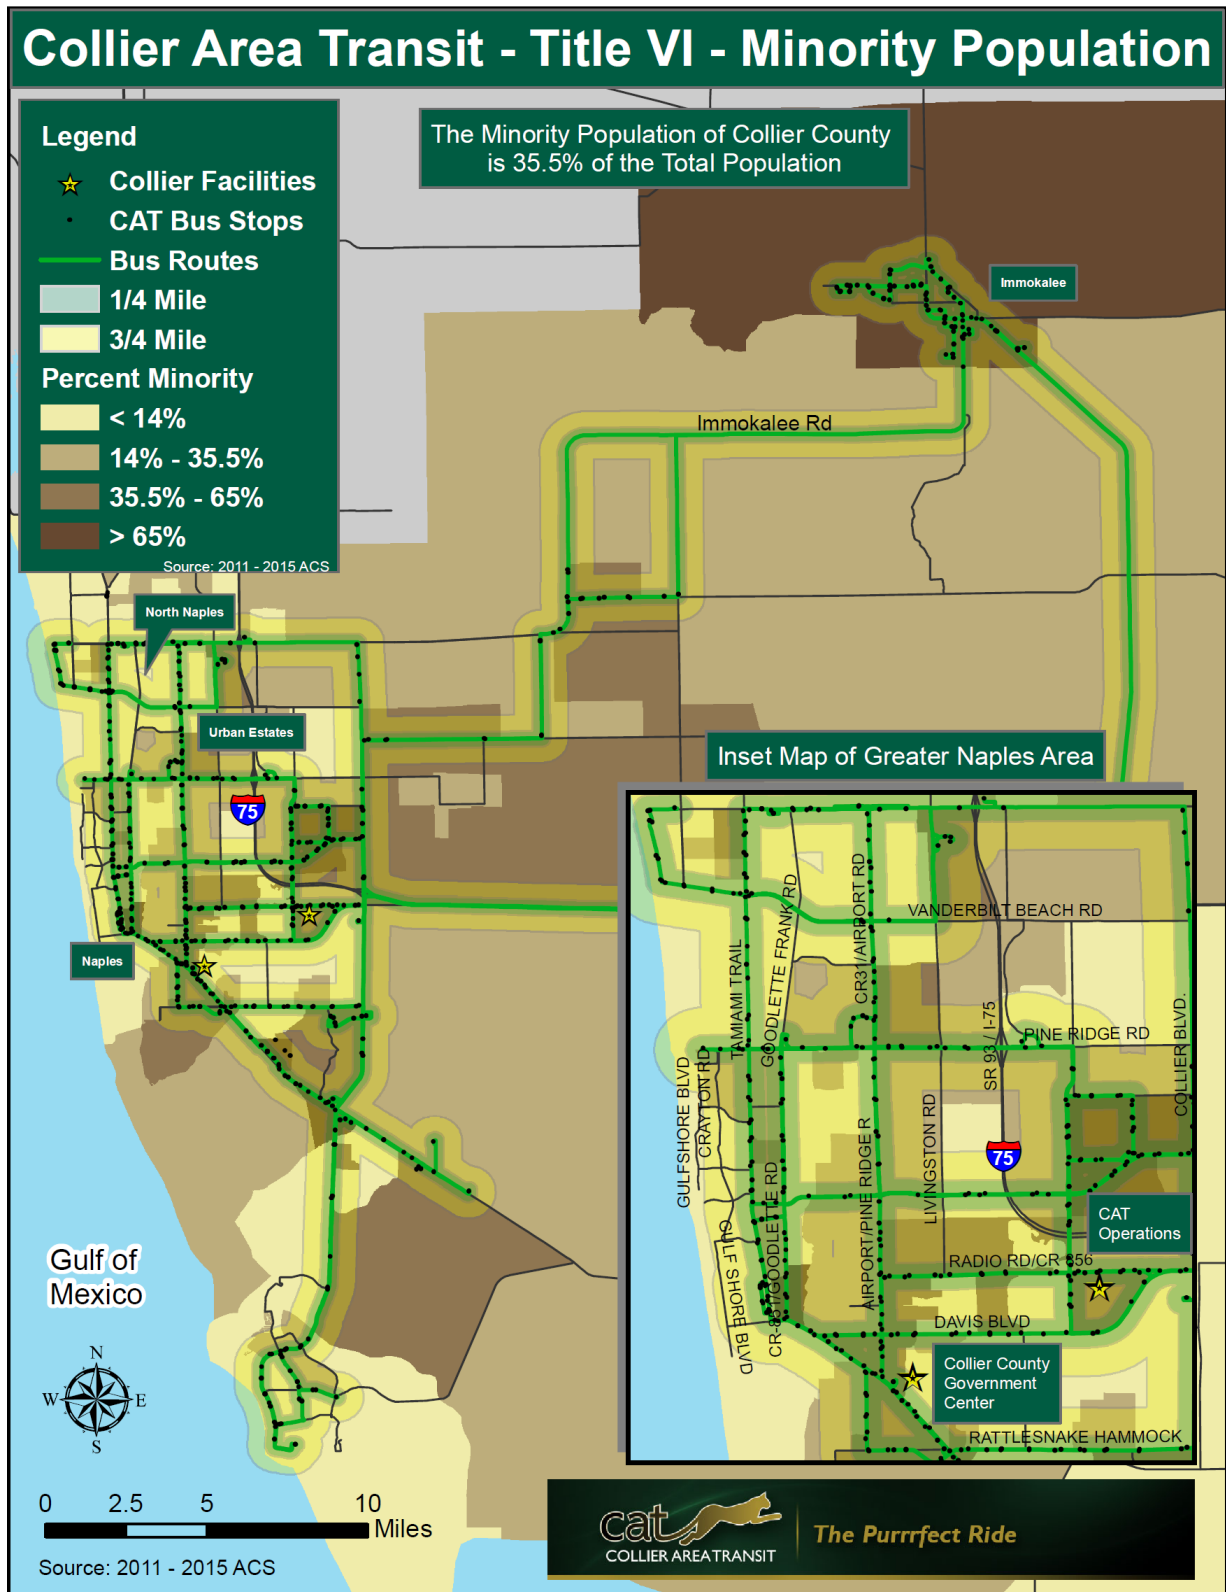 Collier Area Transit - Title VI - Minority Population
Legend
Collier Facilities
CAT Bus Stops
Bus Routes
1/4 Mile
3/4 Mile
Percent Minority
< 14%
14% - 35.5%
35.5% - 65%
> 65%
Source: 2011 - 2015 ACS
The Minority Population of Collier County
is 35.5% of the Total Population
Immokalee
Immokalee Rd
North Naples
Urban Estates
75
Naples
Gulf of
Mexico
N
W
E
S
0
2.5
5
10
Miles
Source: 2011 - 2015 ACS
Inset Map of Greater Naples Area
VANDERBILT BEACH RD
TAMIAMI TRAIL
GOODLETTE FRANK RD
CR31/AIRPORT RD
SR 93 / I-75
PINE RIDGE RD
COLLIER BLVD.
GULFSHORE BLVD
CRAYTON RD
GULF SHORE BLVD
CR-851/GOODLETTE RD
AIRPORT/PINE RIDGE R
LIVINGSTON RD
75
CAT
Operations
RADIO RD/CR 856
DAVIS BLVD
Collier County
Government
Center
RATTLESNAKE HAMMOCK
cat
COLLIER AREA TRANSIT
The Purrrfect Ride